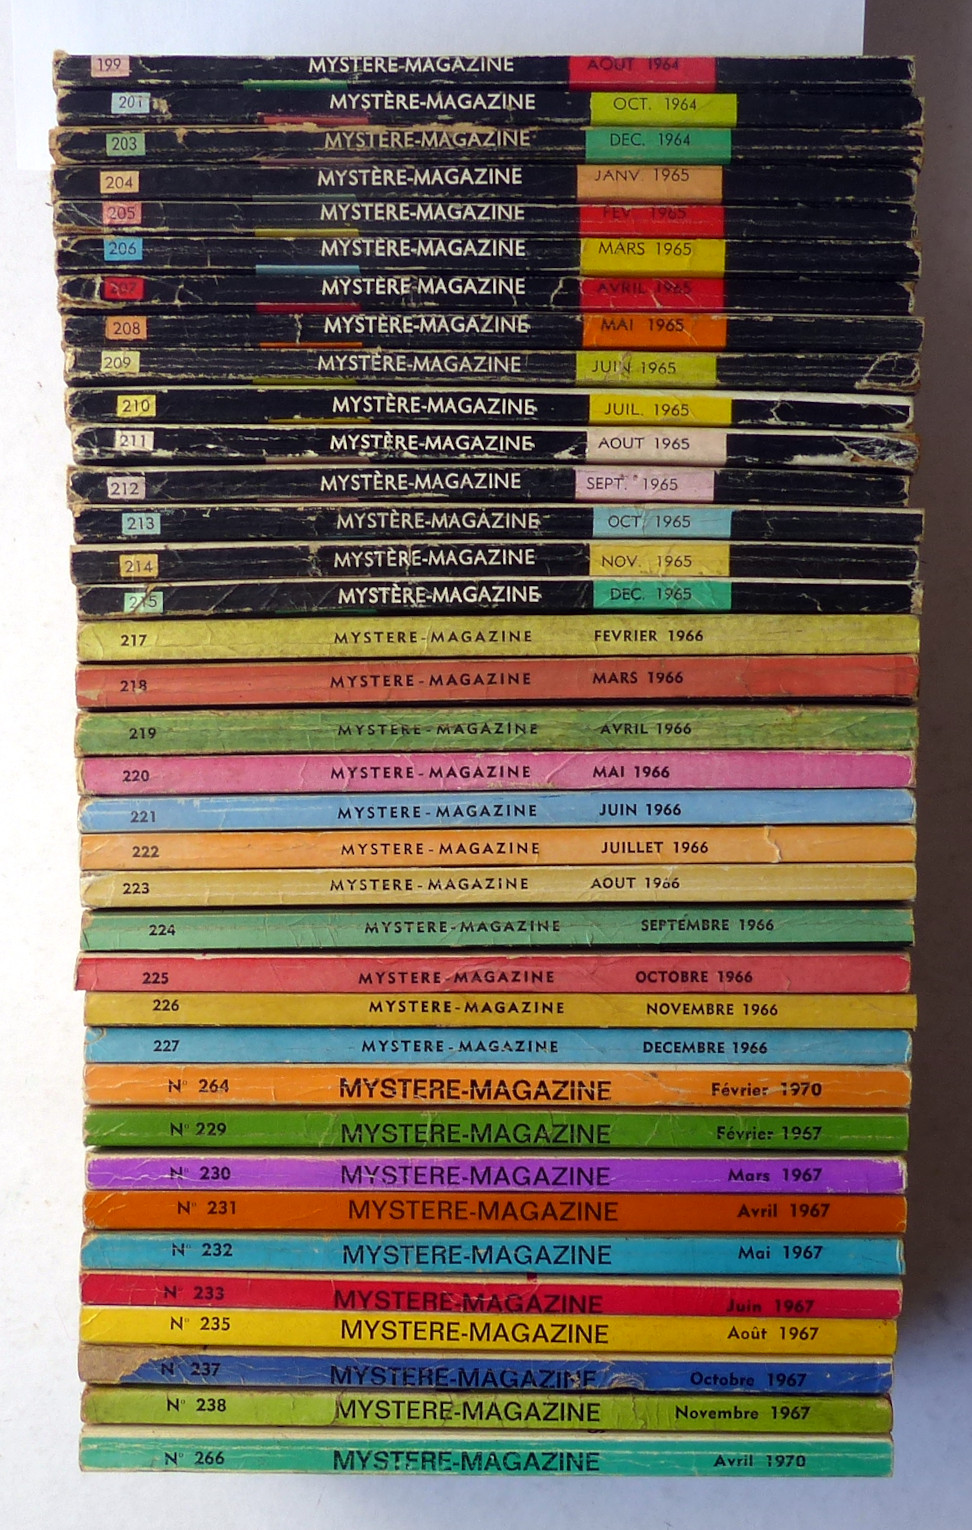 199 MYSTÈRE-MAGAZINE AOUT 1964
201 MYSTÈRE-MAGAZINE OCT. 1964
203 MYSTÈRE-MAGAZINE DEC. 1964
204 MYSTÈRE-MAGAZINE JANV. 1965
205 MYSTÈRE-MAGAZINE FEV. 1965
206 MYSTÈRE-MAGAZINE MARS 1965
207 MYSTÈRE-MAGAZINE AVRIL 1965
208 MYSTÈRE-MAGAZINE MAI 1965
209 MYSTÈRE-MAGAZINE JUIN 1965
210 MYSTÈRE-MAGAZINE JUIL. 1965
211 MYSTÈRE-MAGAZINE AOUT 1965
212 MYSTÈRE-MAGAZINE SEPT. 1965
213 MYSTÈRE-MAGAZINE OCT. 1965
214 MYSTÈRE-MAGAZINE NOV. 1965
215 MYSTÈRE-MAGAZINE DEC. 1965
217 MYSTERE-MAGAZINE FEVRIER 1966
218 MYSTERE-MAGAZINE MARS 1966
219 MYSTERE-MAGAZINE AVRIL 1966
220 MYSTERE-MAGAZINE MAI 1966
221 MYSTERE-MAGAZINE JUIN 1966
222 MYSTERE-MAGAZINE JUILLET 1966
223 MYSTERE-MAGAZINE AOUT 1966
224 MYSTERE-MAGAZINE SEPTEMBRE 1966
225 MYSTERE-MAGAZINE OCTOBRE 1966
226 MYSTERE-MAGAZINE NOVEMBRE 1966
227 MYSTERE-MAGAZINE DECEMBRE 1966
N° 264 MYSTERE-MAGAZINE Février 1970
N° 229 MYSTERE-MAGAZINE Février 1967
N° 230 MYSTERE-MAGAZINE Mars 1967
N° 231 MYSTERE-MAGAZINE Avril 1967
N° 232 MYSTERE-MAGAZINE Mai 1967
N° 233 MYSTERE-MAGAZINE Juin 1967
N° 235 MYSTERE-MAGAZINE Août 1967
N° 237 MYSTERE-MAGAZINE Octobre 1967
N° 238 MYSTERE-MAGAZINE Novembre 1967
N° 266 MYSTERE-MAGAZINE Avril 1970